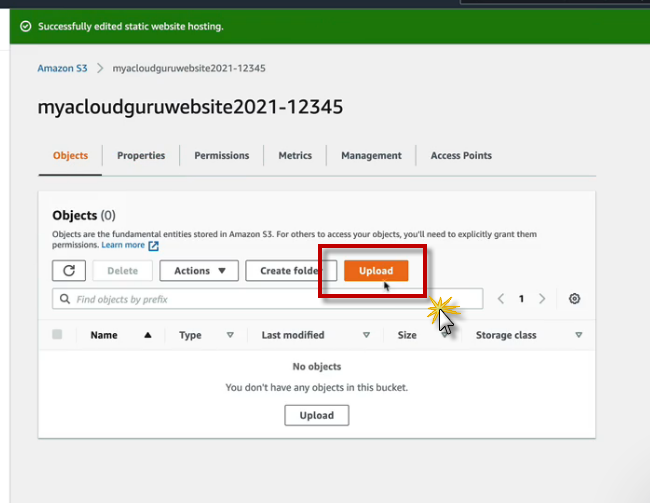 Successfully edited static website hosting.
Amazon S3 > myacloudguruwebsite2021-12345
myacloudguruwebsite2021-12345
Objects Properties Permissions Metrics Management Access Points
Objects (0)
Objects are the fundamental entities stored in Amazon S3. For others to access your objects, you'll need to explicitly grant them
permissions. Learn more
Delete Actions Create folder Upload
Find objects by prefix 1
Name Type Last modified Size Storage class
No objects
You don't have any objects in this bucket.
Upload